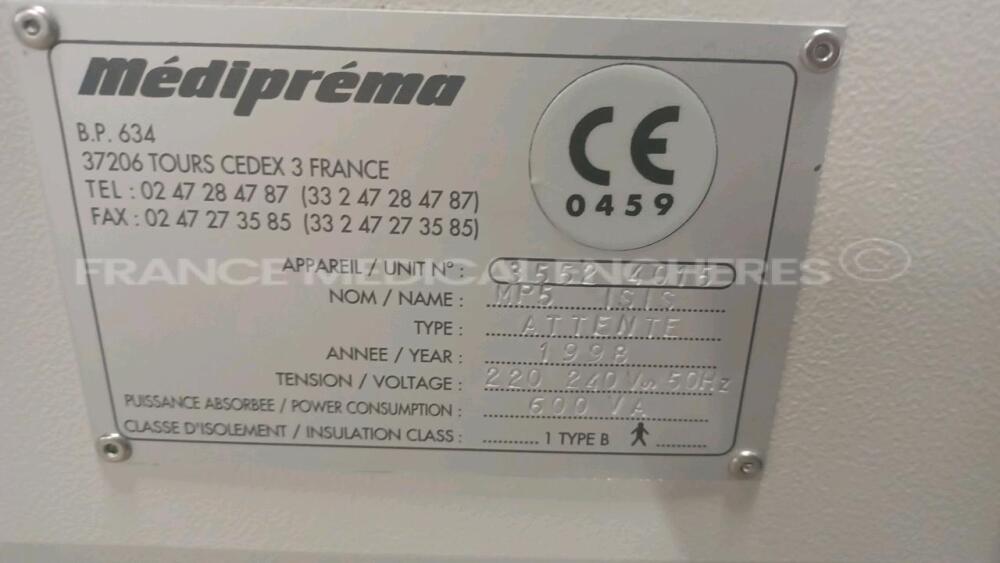 Médipréma
B.P. 634
37206 TOURS CEDEX 3 FRANCE
TEL : 02 47 28 47 87 (33 2 47 28 47 87)
FAX : 02 47 27 35 85 (33 2 47 27 35 85)
CE
0459
FRANCE MEDICAL ENCHERES ©
APPAREIL / UNIT N° : 3552 4015
NOM / NAME : MP5 ISIS
TYPE : ATTENTE
ANNEE / YEAR : 1998
TENSION / VOLTAGE : 220 240 V~ 50Hz
PUISSANCE ABSORBEE / POWER CONSUMPTION : 600 VA
CLASSE D'ISOLEMENT / INSULATION CLASS : .......... 1 TYPE B